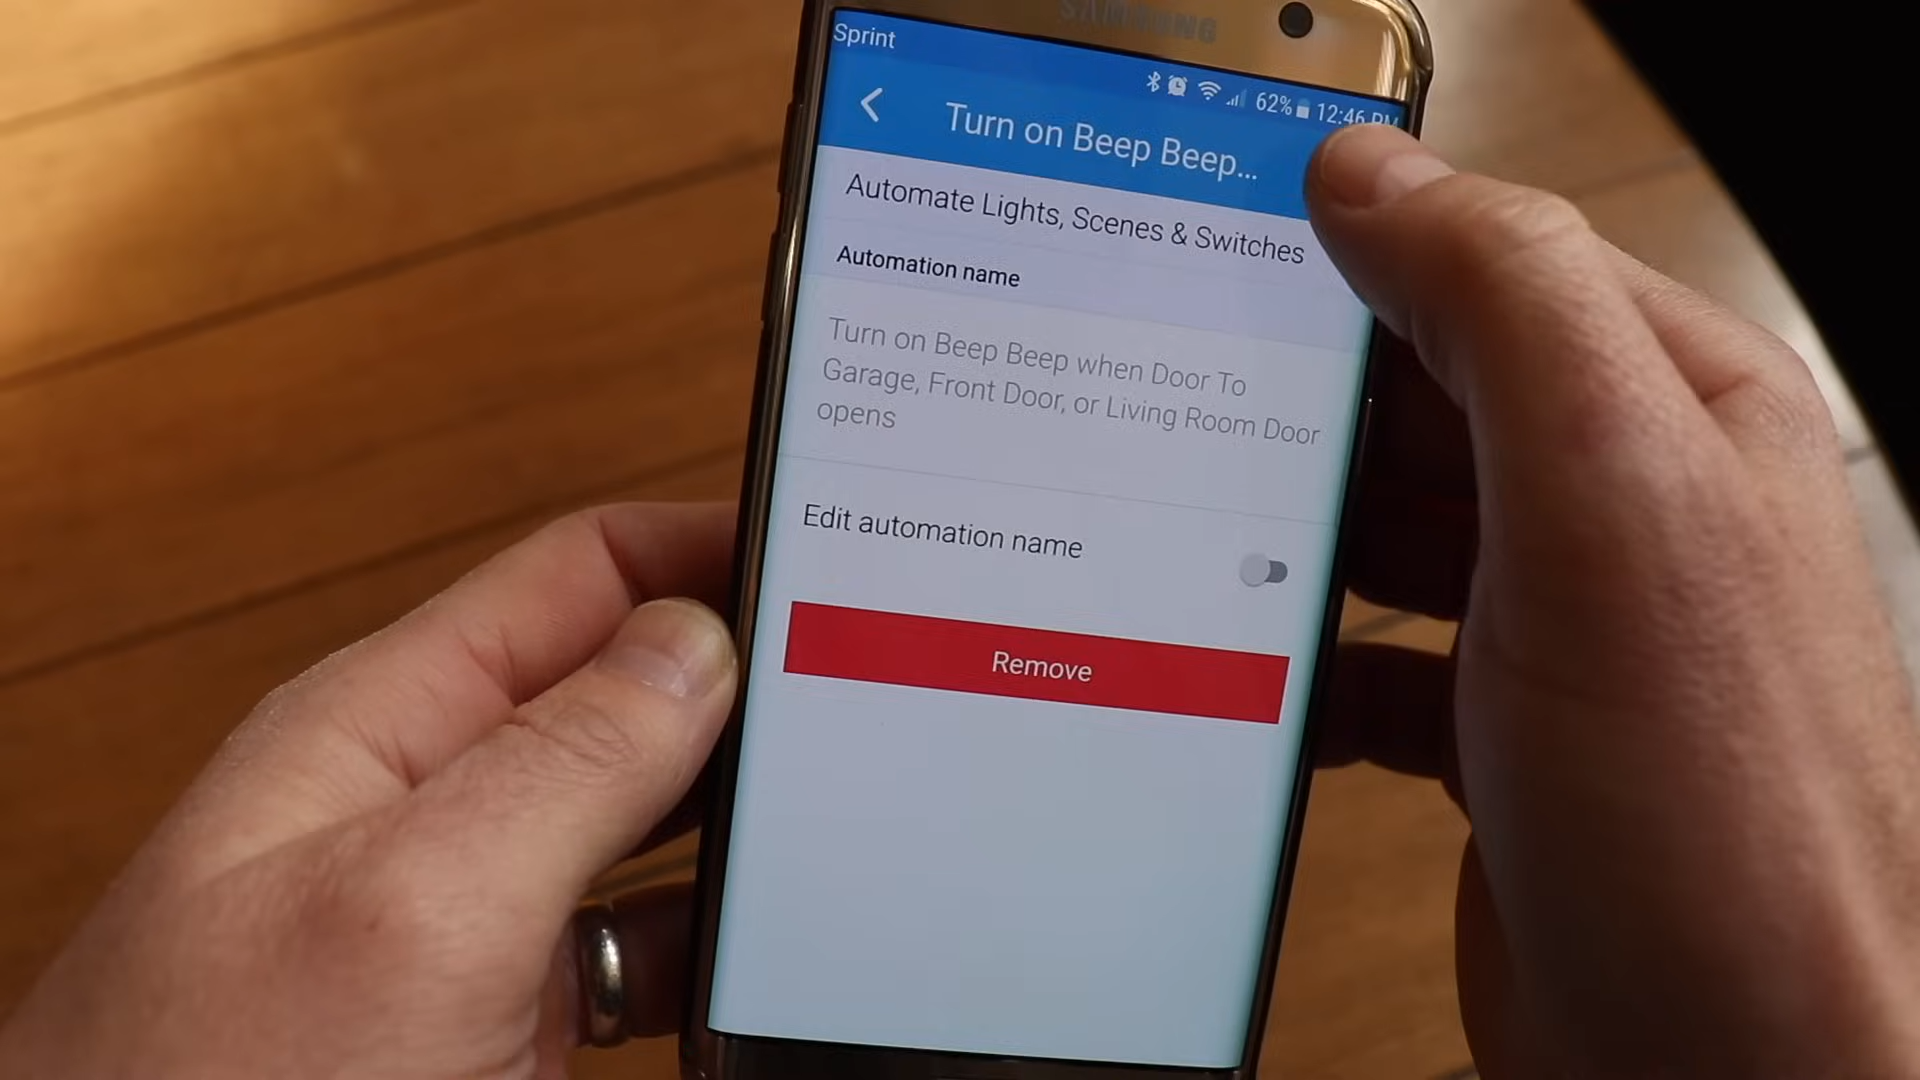 SAMSUNG
Sprint
62% 12:46 PM
Turn on Beep Beep...
Automate Lights, Scenes & Switches
Automation name
Turn on Beep Beep when Door To
Garage, Front Door, or Living Room Door
opens
Edit automation name
Remove